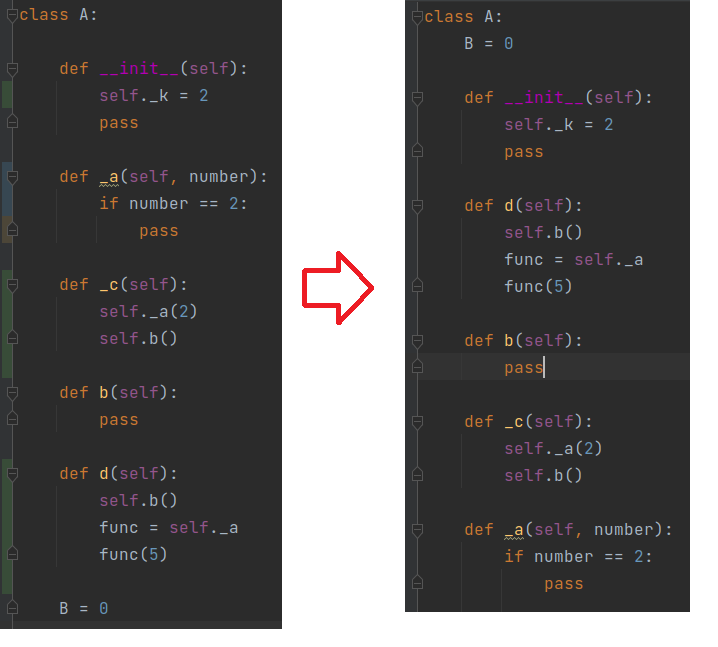 class A:
    def __init__(self):
        self._k = 2
        pass
    def _a(self, number):
        if number == 2:
            pass
    def _c(self):
        self._a(2)
        self.b()
    def b(self):
        pass
    def d(self):
        self.b()
        func = self._a
        func(5)
    B = 0
class A:
    B = 0
    def __init__(self):
        self._k = 2
        pass
    def d(self):
        self.b()
        func = self._a
        func(5)
    def b(self):
        pass
    def _c(self):
        self._a(2)
        self.b()
    def _a(self, number):
        if number == 2:
            pass